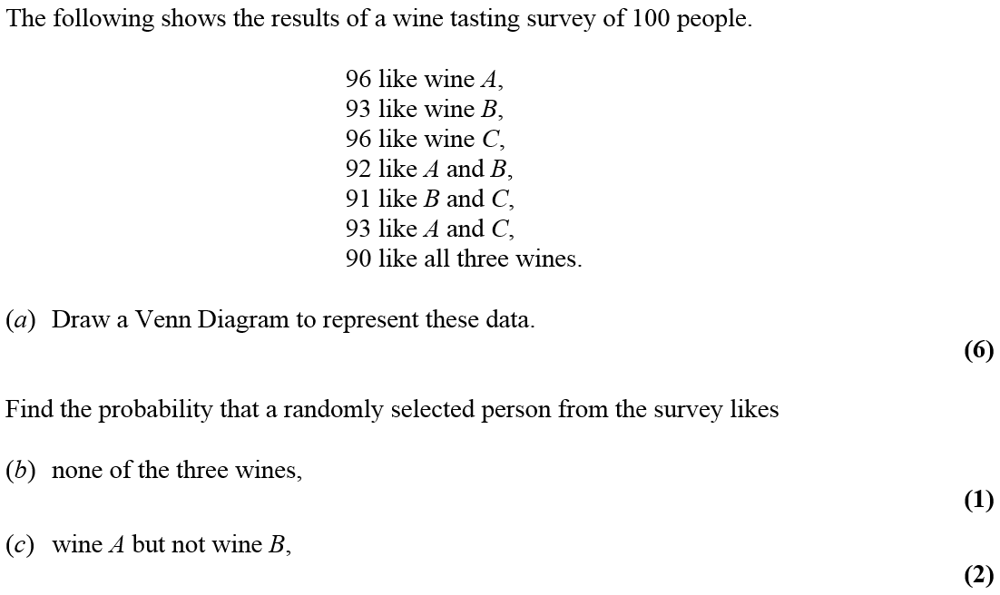 The following shows the results of a wine tasting survey of 100 people.
96 like wine A,
93 like wine B,
96 like wine C,
92 like A and B,
91 like B and C,
93 like A and C,
90 like all three wines.
(a) Draw a Venn Diagram to represent these data.
(6)
Find the probability that a randomly selected person from the survey likes
(b) none of the three wines,
(1)
(c) wine A but not wine B,
(2)